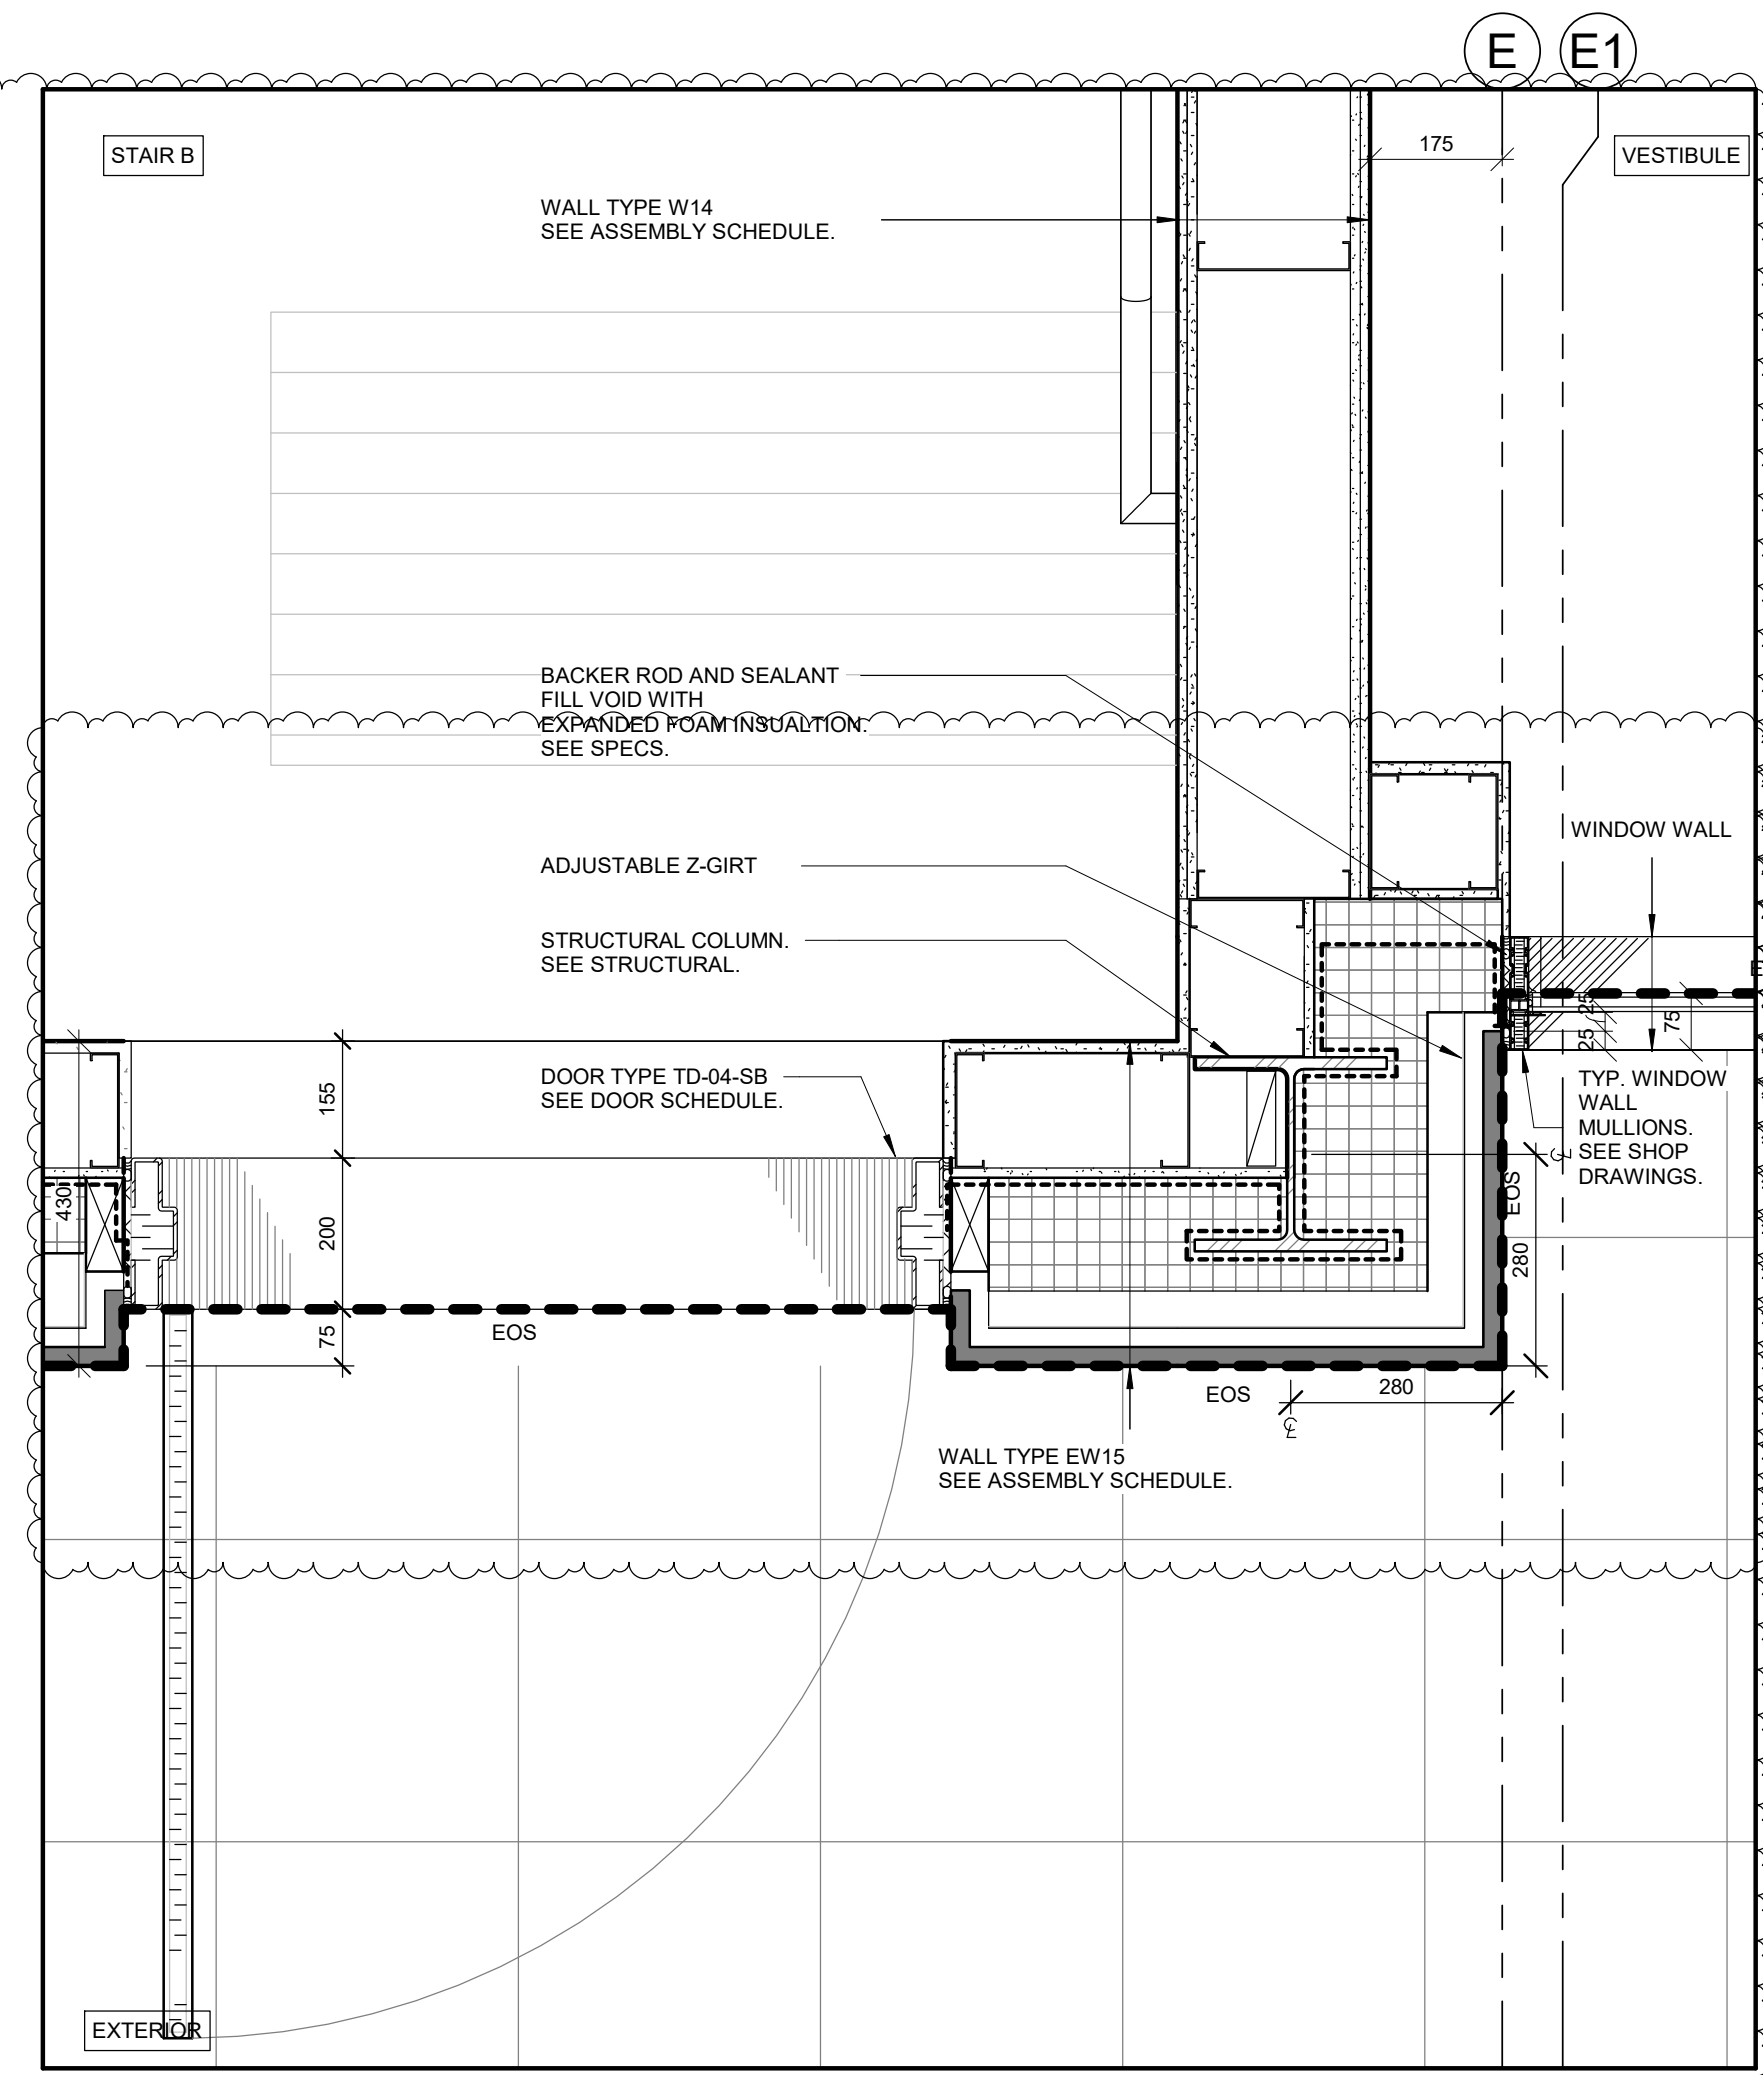 E E1
STAIR B
175
VESTIBULE
WALL TYPE W14
SEE ASSEMBLY SCHEDULE.
BACKER ROD AND SEALANT
FILL VOID WITH
EXPANDED FOAM INSUALTION.
SEE SPECS.
WINDOW WALL
ADJUSTABLE Z-GIRT
STRUCTURAL COLUMN.
SEE STRUCTURAL.
E
25
25
75
DOOR TYPE TD-04-SB
SEE DOOR SCHEDULE.
TYP. WINDOW
WALL
MULLIONS.
SEE SHOP
DRAWINGS.
155
430
200
75
EOS
EOS
280
EOS
280
WALL TYPE EW15
SEE ASSEMBLY SCHEDULE.
EXTERIOR